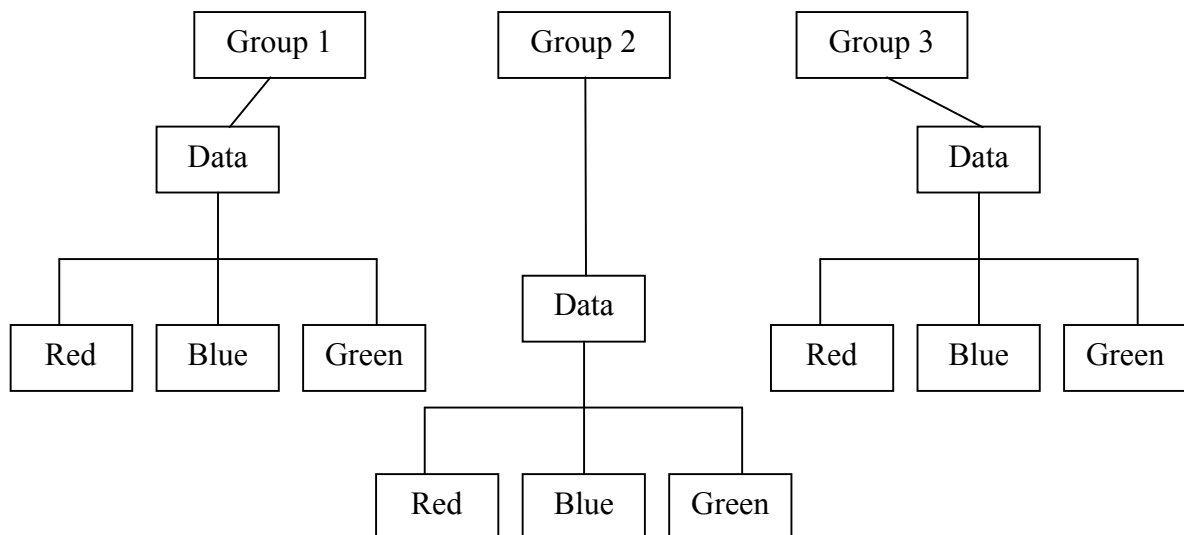 Group 1
Group 2
Group 3
Data
Data
Red
Blue
Green
Data
Red
Blue
Green
Red
Blue
Green